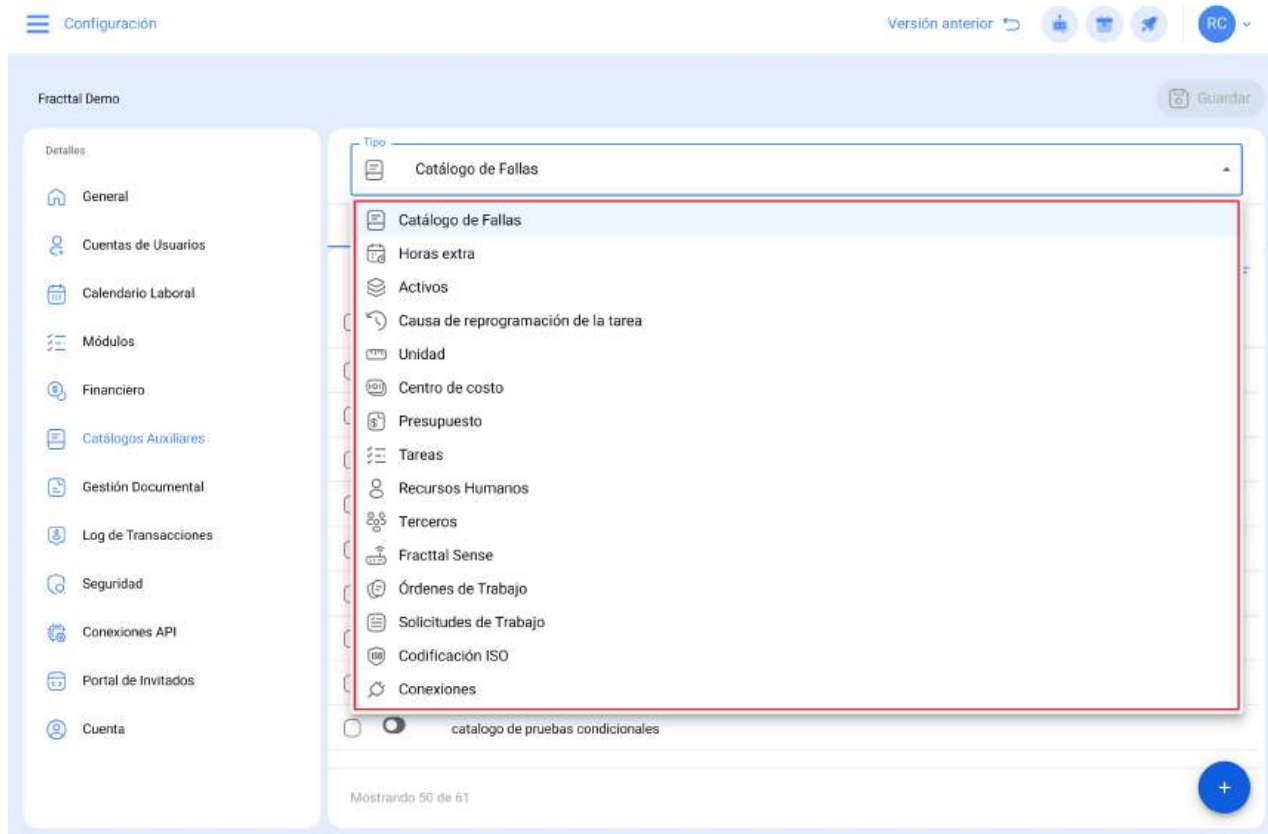 Configuración
Versión anterior
RC
Fracttal Demo
Guardar
Detalles
General
Cuentas de Usuarios
Calendario Laboral
Módulos
Financiero
Catálogos Auxiliares
Gestión Documental
Log de Transacciones
Seguridad
Conexiones API
Portal de Invitados
Cuenta
Tipo
Catálogo de Fallas
Catálogo de Fallas
Horas extra
Activos
Causa de reprogramación de la tarea
Unidad
Centro de costo
Presupuesto
Tareas
Recursos Humanos
Terceros
Fracttal Sense
Órdenes de Trabajo
Solicitudes de Trabajo
Codificación ISO
Conexiones
catalogo de pruebas condicionales
Mostrando 50 de 61
+